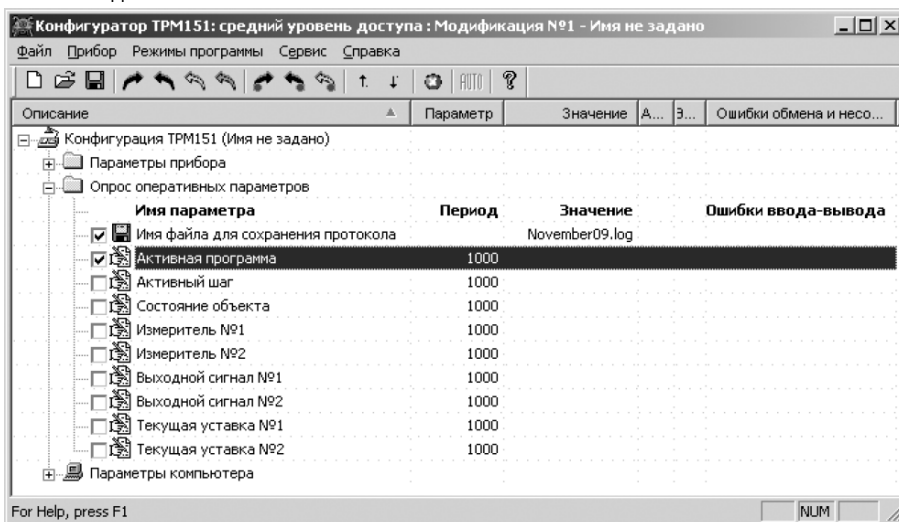 Конфигуратор ТРМ151: средний уровень доступа : Модификация №1 - Имя не задано
Файл Прибор Режимы программы Сервис Справка
AUTO
Описание Параметр Значение А... З... Ошибки обмена и несо...
Конфигурация ТРМ151 (Имя не задано)
Параметры прибора
Опрос оперативных параметров
Имя параметра Период Значение Ошибки ввода-вывода
Имя файла для сохранения протокола November09.log
Активная программа 1000
Активный шаг 1000
Состояние объекта 1000
Измеритель №1 1000
Измеритель №2 1000
Выходной сигнал №1 1000
Выходной сигнал №2 1000
Текущая уставка №1 1000
Текущая уставка №2 1000
Параметры компьютера
For Help, press F1 NUM